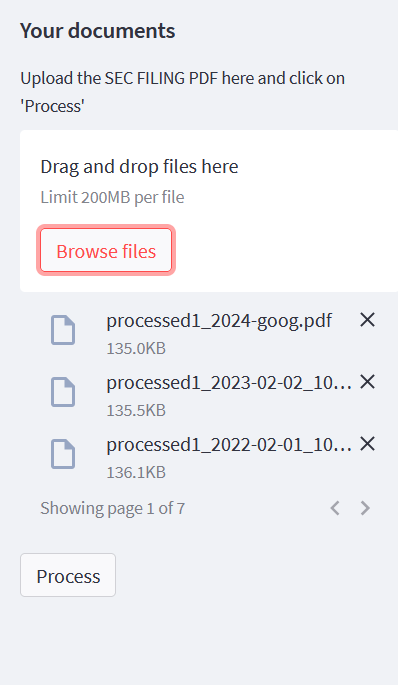 Your documents
Upload the SEC FILING PDF here and click on
'Process'
Drag and drop files here
Limit 200MB per file
Browse files
processed1_2024-goog.pdf
135.0KB
processed1_2023-02-02_10...
135.5KB
processed1_2022-02-01_10...
136.1KB
Showing page 1 of 7
Process